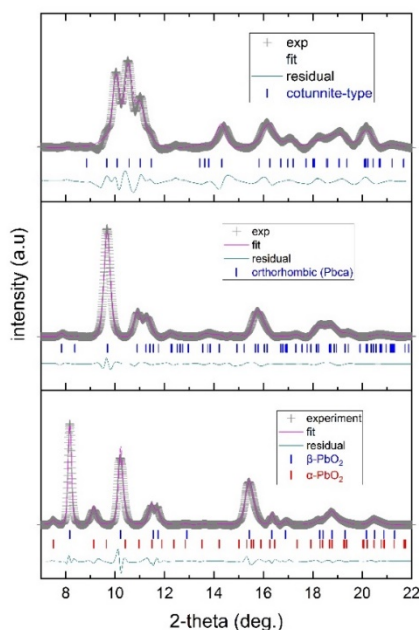 exp
fit
residual
cotunnite-type
exp
fit
residual
orthorhombic (Pbca)
experiment
fit
residual
β-PbO₂
α-PbO₂
intensity (a.u)
8 10 12 14 16 18 20 22
2-theta (deg.)